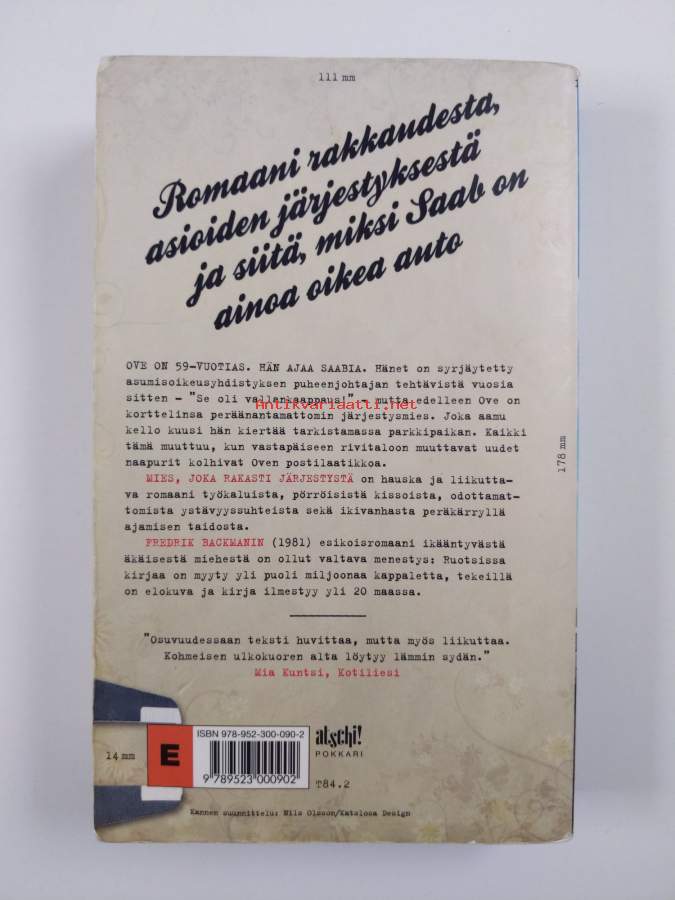 111 mm
Romaani rakkaudesta,
asioiden järjestyksestä
ja siitä, miksi Saab on
ainoa oikea auto
OVE ON 59-VUOTIAS. HÄN AJAA SAABIA. Hänet on syrjäytetty
asumisoikeusyhdistyksen puheenjohtajan tehtävistä vuosia
sitten – "Se oli vallankaappaus!" – mutta edelleen Ove on
Antikvariaatti.net
korttelinsa peräänantamattomin järjestysmies. Joka aamu
kello kuusi hän kiertää tarkistamassa parkkipaikan. Kaikki
tämä muuttuu, kun vastapäiseen rivitaloon muuttavat uudet
naapurit kolhivat Oven postilaatikkoa.
MIES, JOKA RAKASTI JÄRJESTYSTÄ on hauska ja liikutta-
va romaani työkaluista, pörröisistä kissoista, odottamat-
tomista ystävyyssuhteista sekä ikivanhasta peräkärryllä
ajamisen taidosta.
FREDRIK BACKMANIN (1981) esikoisromaani ikääntyvästä
äkäisestä miehestä on ollut valtava menestys: Ruotsissa
kirjaa on myyty yli puoli miljoonaa kappaletta, tekeillä
on elokuva ja kirja ilmestyy yli 20 maassa.
178 mm
"Osuvuudessaan teksti huvittaa, mutta myös liikuttaa.
Kohmeisen ulkokuoren alta löytyy lämmin sydän."
Mia Kuntsi, Kotiliesi
14 mm
E
ISBN 978-952-300-090-2
9 789523 000902
atschi!
POKKARI
T84.2
Kannen suunnittelu: Nils Olsson/Katalosa Design